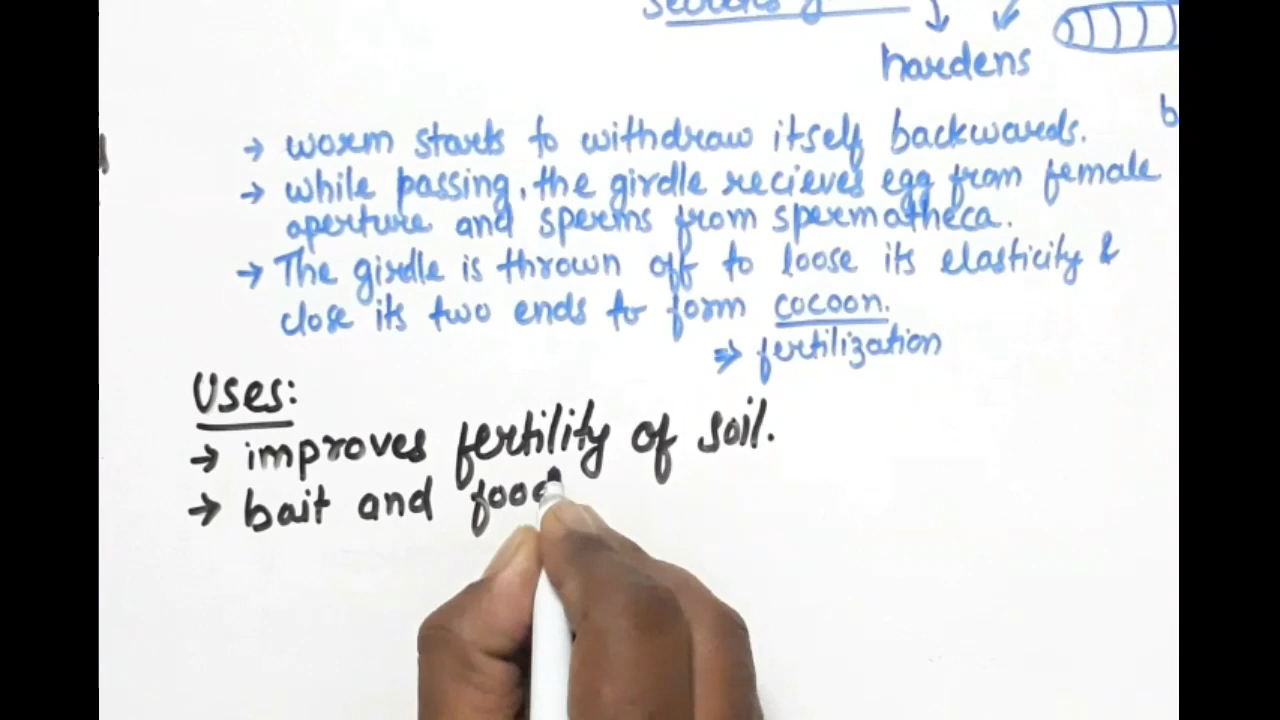 hardens
→ worm starts to withdraw itself backwards.
→ while passing, the girdle recieves egg from female
aperture and sperms from spermatheca.
→ The girdle is thrown off to loose its elasticity &
close its two ends to form cocoon.
⇒ fertilization
Uses:
→ improves fertility of soil.
→ bait and food